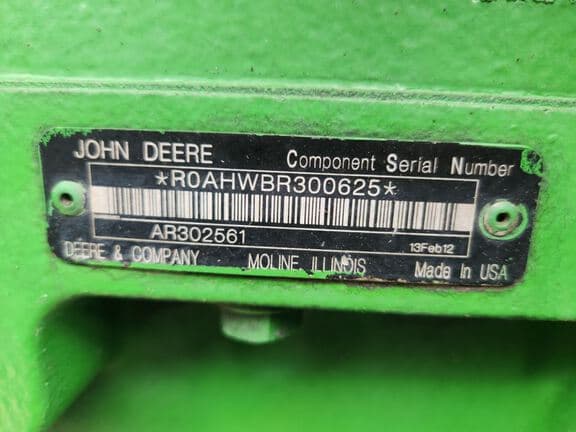 JOHN DEERE Component Serial Number
*R0AHWBR300625*
AR302561 13Feb12
DEERE & COMPANY MOLINE ILLINOIS Made In USA